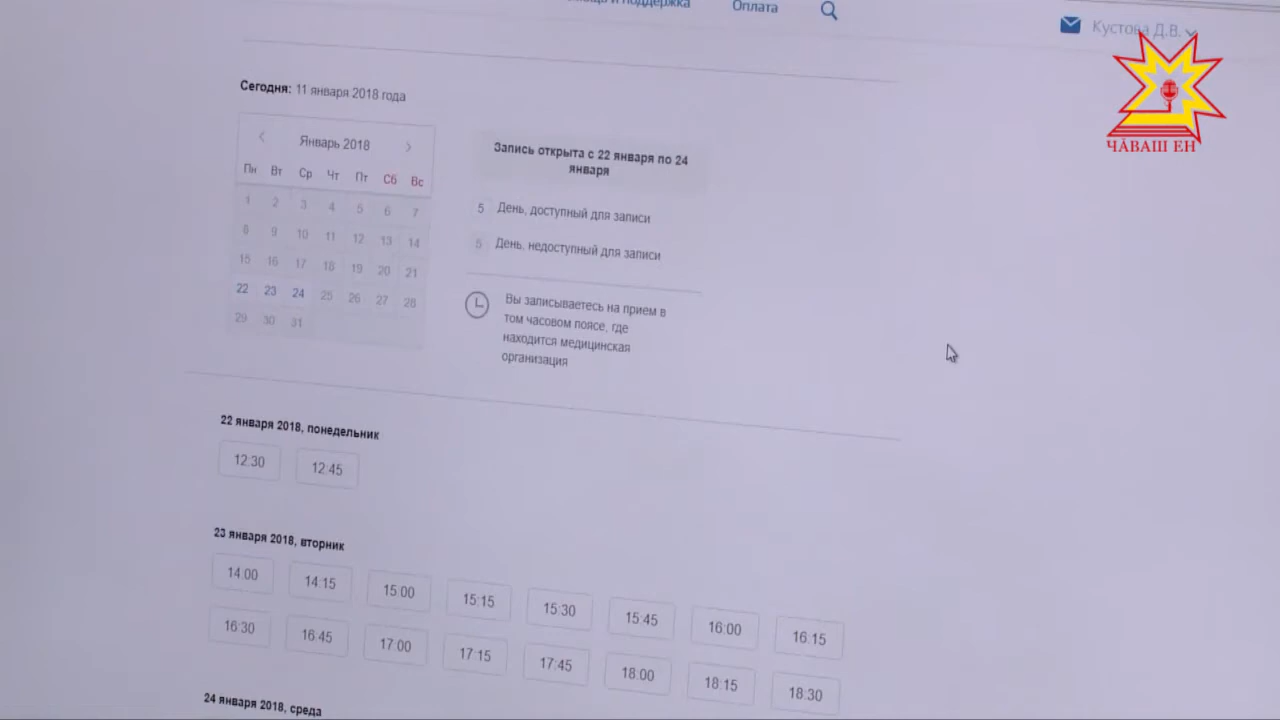 и поддержка Оплата
Кустова Д.В.
ЧӐВАШ ЕН
Сегодня: 11 января 2018 года
Январь 2018
Пн Вт Ср Чт Пт Сб Вс
1 2 3 4 5 6 7
8 9 10 11 12 13 14
15 16 17 18 19 20 21
22 23 24 25 26 27 28
29 30 31
Запись открыта с 22 января по 24
января
5 День, доступный для записи
5 День, недоступный для записи
Вы записываетесь на прием в
том часовом поясе, где
находится медицинская
организация
22 января 2018, понедельник
12:30 12:45
23 января 2018, вторник
14:00 14:15 15:00 15:15 15:30 15:45 16:00 16:15
16:30 16:45 17:00 17:15 17:45 18:00 18:15 18:30
24 января 2018, среда